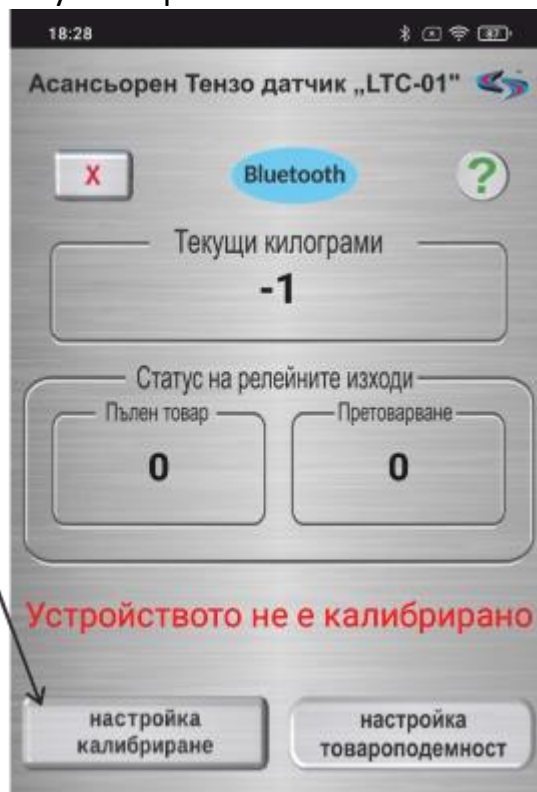 18:28
87
Асансьорен Тензо датчик „LTC-01"
X
Bluetooth
?
Текущи килограми
-1
Статус на релейните изходи
Пълен товар
Претоварване
0
0
Устройството не е калибрирано
настройка
калибриране
настройка
товароподемност